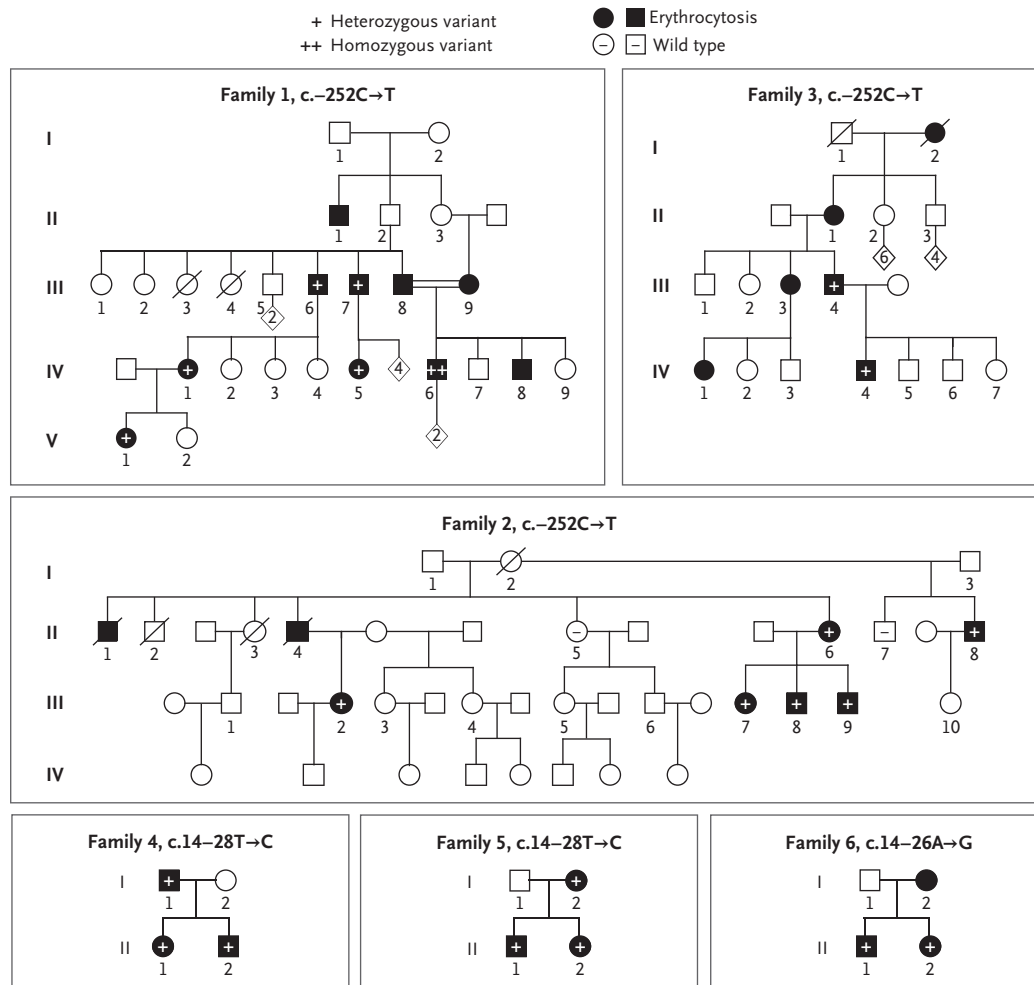 + Heterozygous variant
++ Homozygous variant
Erythrocytosis
– – Wild type
Family 1, c.–252C→T
I
1 2
II
1 2 3
III
1 2 3 4 5 2 + 6 + 7 8 9
IV
+ 1 2 3 4 + 5 4 ++ 6 7 8 9
V
+ 1 2 2
Family 3, c.–252C→T
I
1 2
II
1 2 3
6 4
III
1 2 3 + 4
IV
1 2 3 + 4 5 6 7
Family 2, c.–252C→T
I
1 2 3
II
1 2 3 4 – 5 + 6 – 7 + 8
III
1 + 2 3 4 5 6 + 7 + 8 + 9 10
IV
Family 4, c.14–28T→C
I
+ 1 2
II
+ 1 + 2
Family 5, c.14–28T→C
I
1 + 2
II
+ 1 + 2
Family 6, c.14–26A→G
I
1 2
II
+ 1 + 2